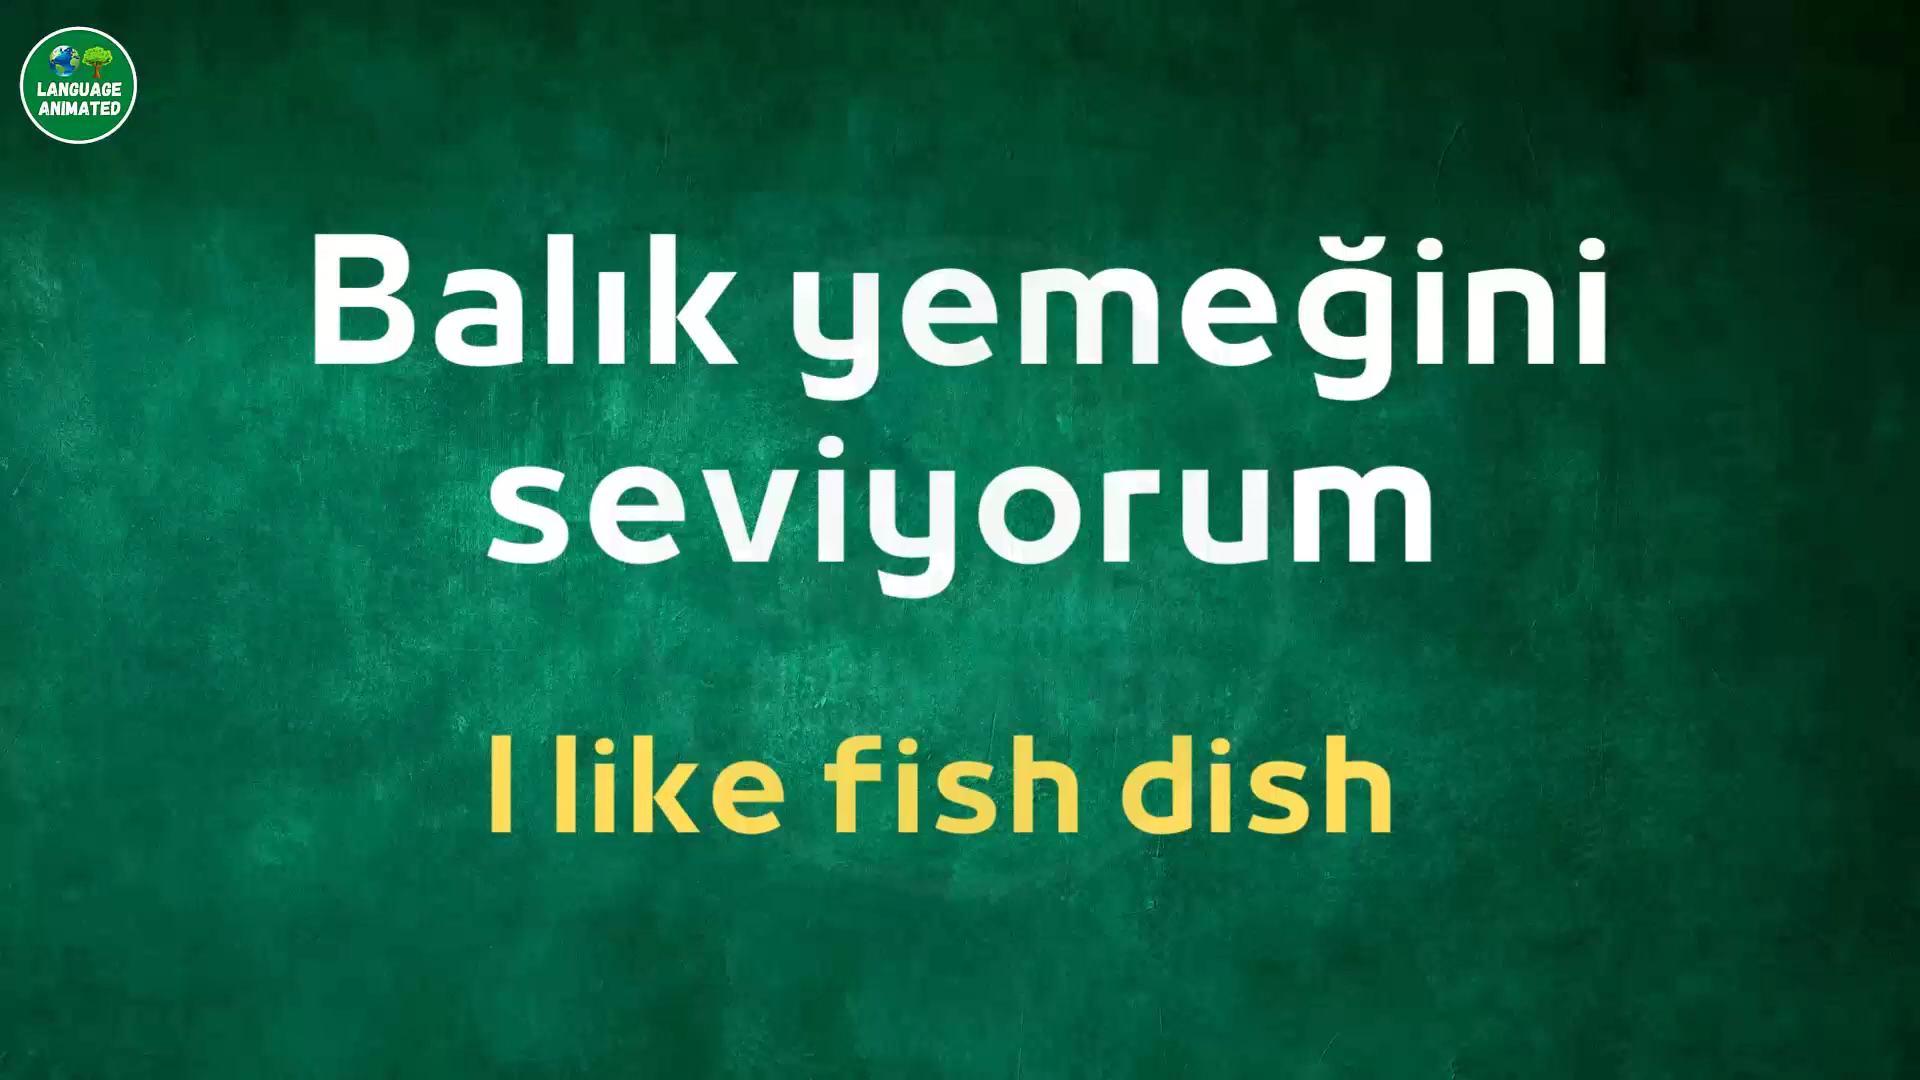 LANGUAGE
ANIMATED
Balık yemeğini
seviyorum
I like fish dish